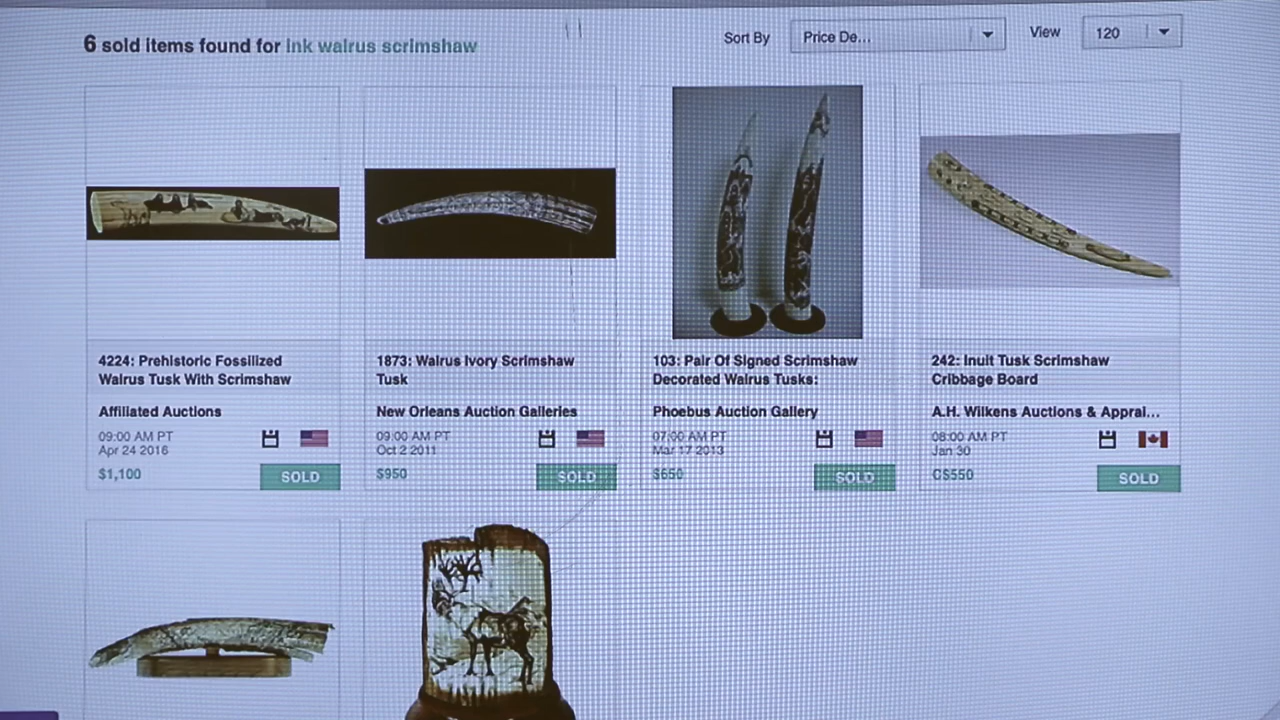 6 sold items found for ink walrus scrimshaw
Sort By
Price De...
View
120
4224: Prehistoric Fossilized
Walrus Tusk With Scrimshaw
Affiliated Auctions
09:00 AM PT
Apr 24 2016
$1,100
SOLD
1873: Walrus Ivory Scrimshaw
Tusk
New Orleans Auction Galleries
09:00 AM PT
Oct 2 2011
$950
SOLD
103: Pair Of Signed Scrimshaw
Decorated Walrus Tusks:
Phoebus Auction Gallery
07:00 AM PT
Mar 17 2013
$650
SOLD
242: Inuit Tusk Scrimshaw
Cribbage Board
A.H. Wilkens Auctions & Apprai...
08:00 AM PT
Jan 30
C$550
SOLD